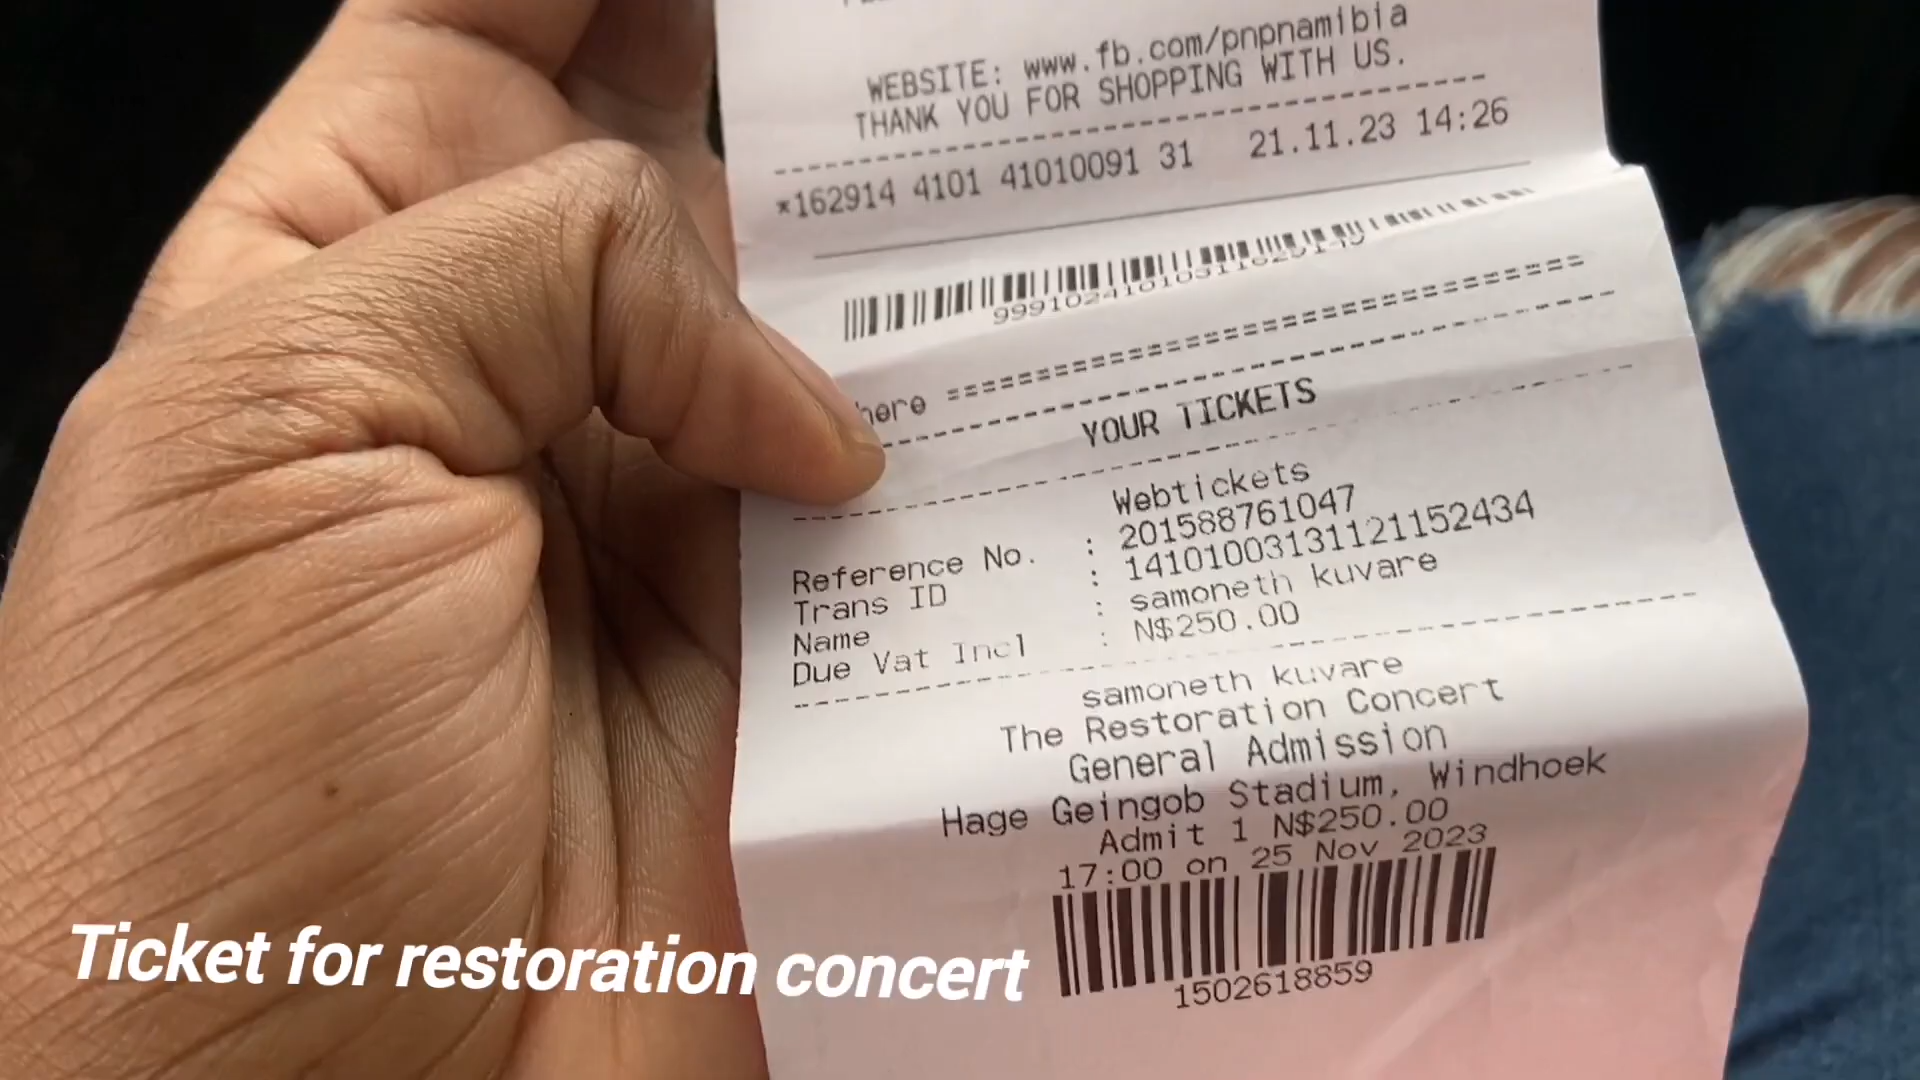 WEBSITE: www.fb.com/pnpnamibia
THANK YOU FOR SHOPPING WITH US.
*162914 4101 41010091 31 21.11.23 14:26
here ==============================
YOUR TICKETS
Webtickets
Reference No. : 201588761047
Trans ID : 14101003131121152434
Name : samoneth kuvare
Due Vat Incl : N$250.00
samoneth kuvare
The Restoration Concert
General Admission
Hage Geingob Stadium, Windhoek
Admit 1 N$250.00
17:00 on 25 Nov 2023
1502618859
Ticket for restoration concert